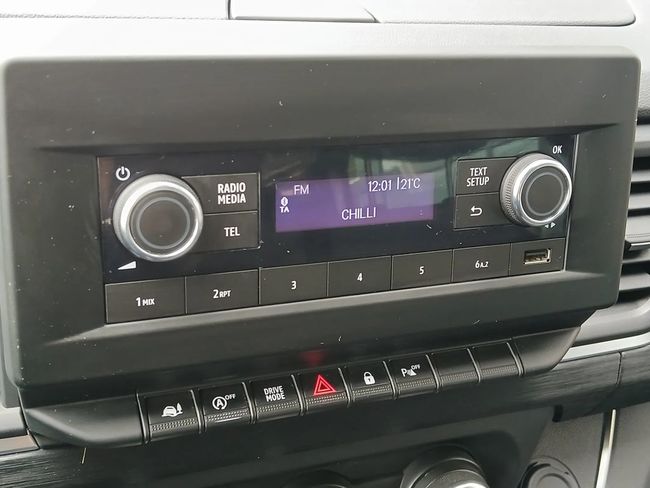 OK
RADIO
MEDIA
TEL
FM 12:01 21°C
TA
CHILLI
TEXT
SETUP
1 MIX
2 RPT
3
4
5
6 A..Z
OFF
DRIVE
MODE
OFF